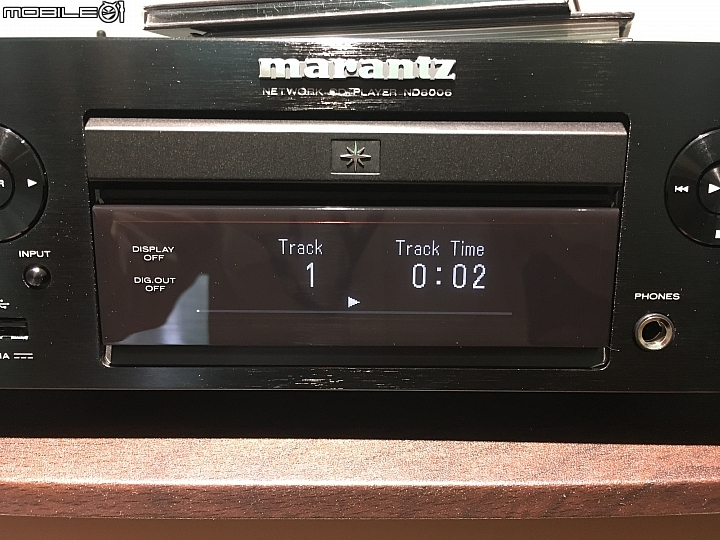 MOBILE01
marantz
NETWORK CD PLAYER ND8006
DISPLAY
OFF
Track
Track Time
1
0:02
DIG.OUT
OFF
INPUT
PHONES